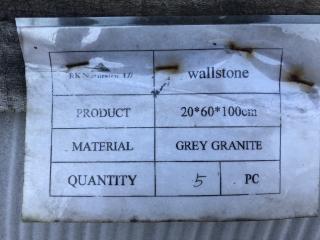 wallstone
PRODUCT 20*60*100cm
MATERIAL GREY GRANITE
QUANTITY 5 PC